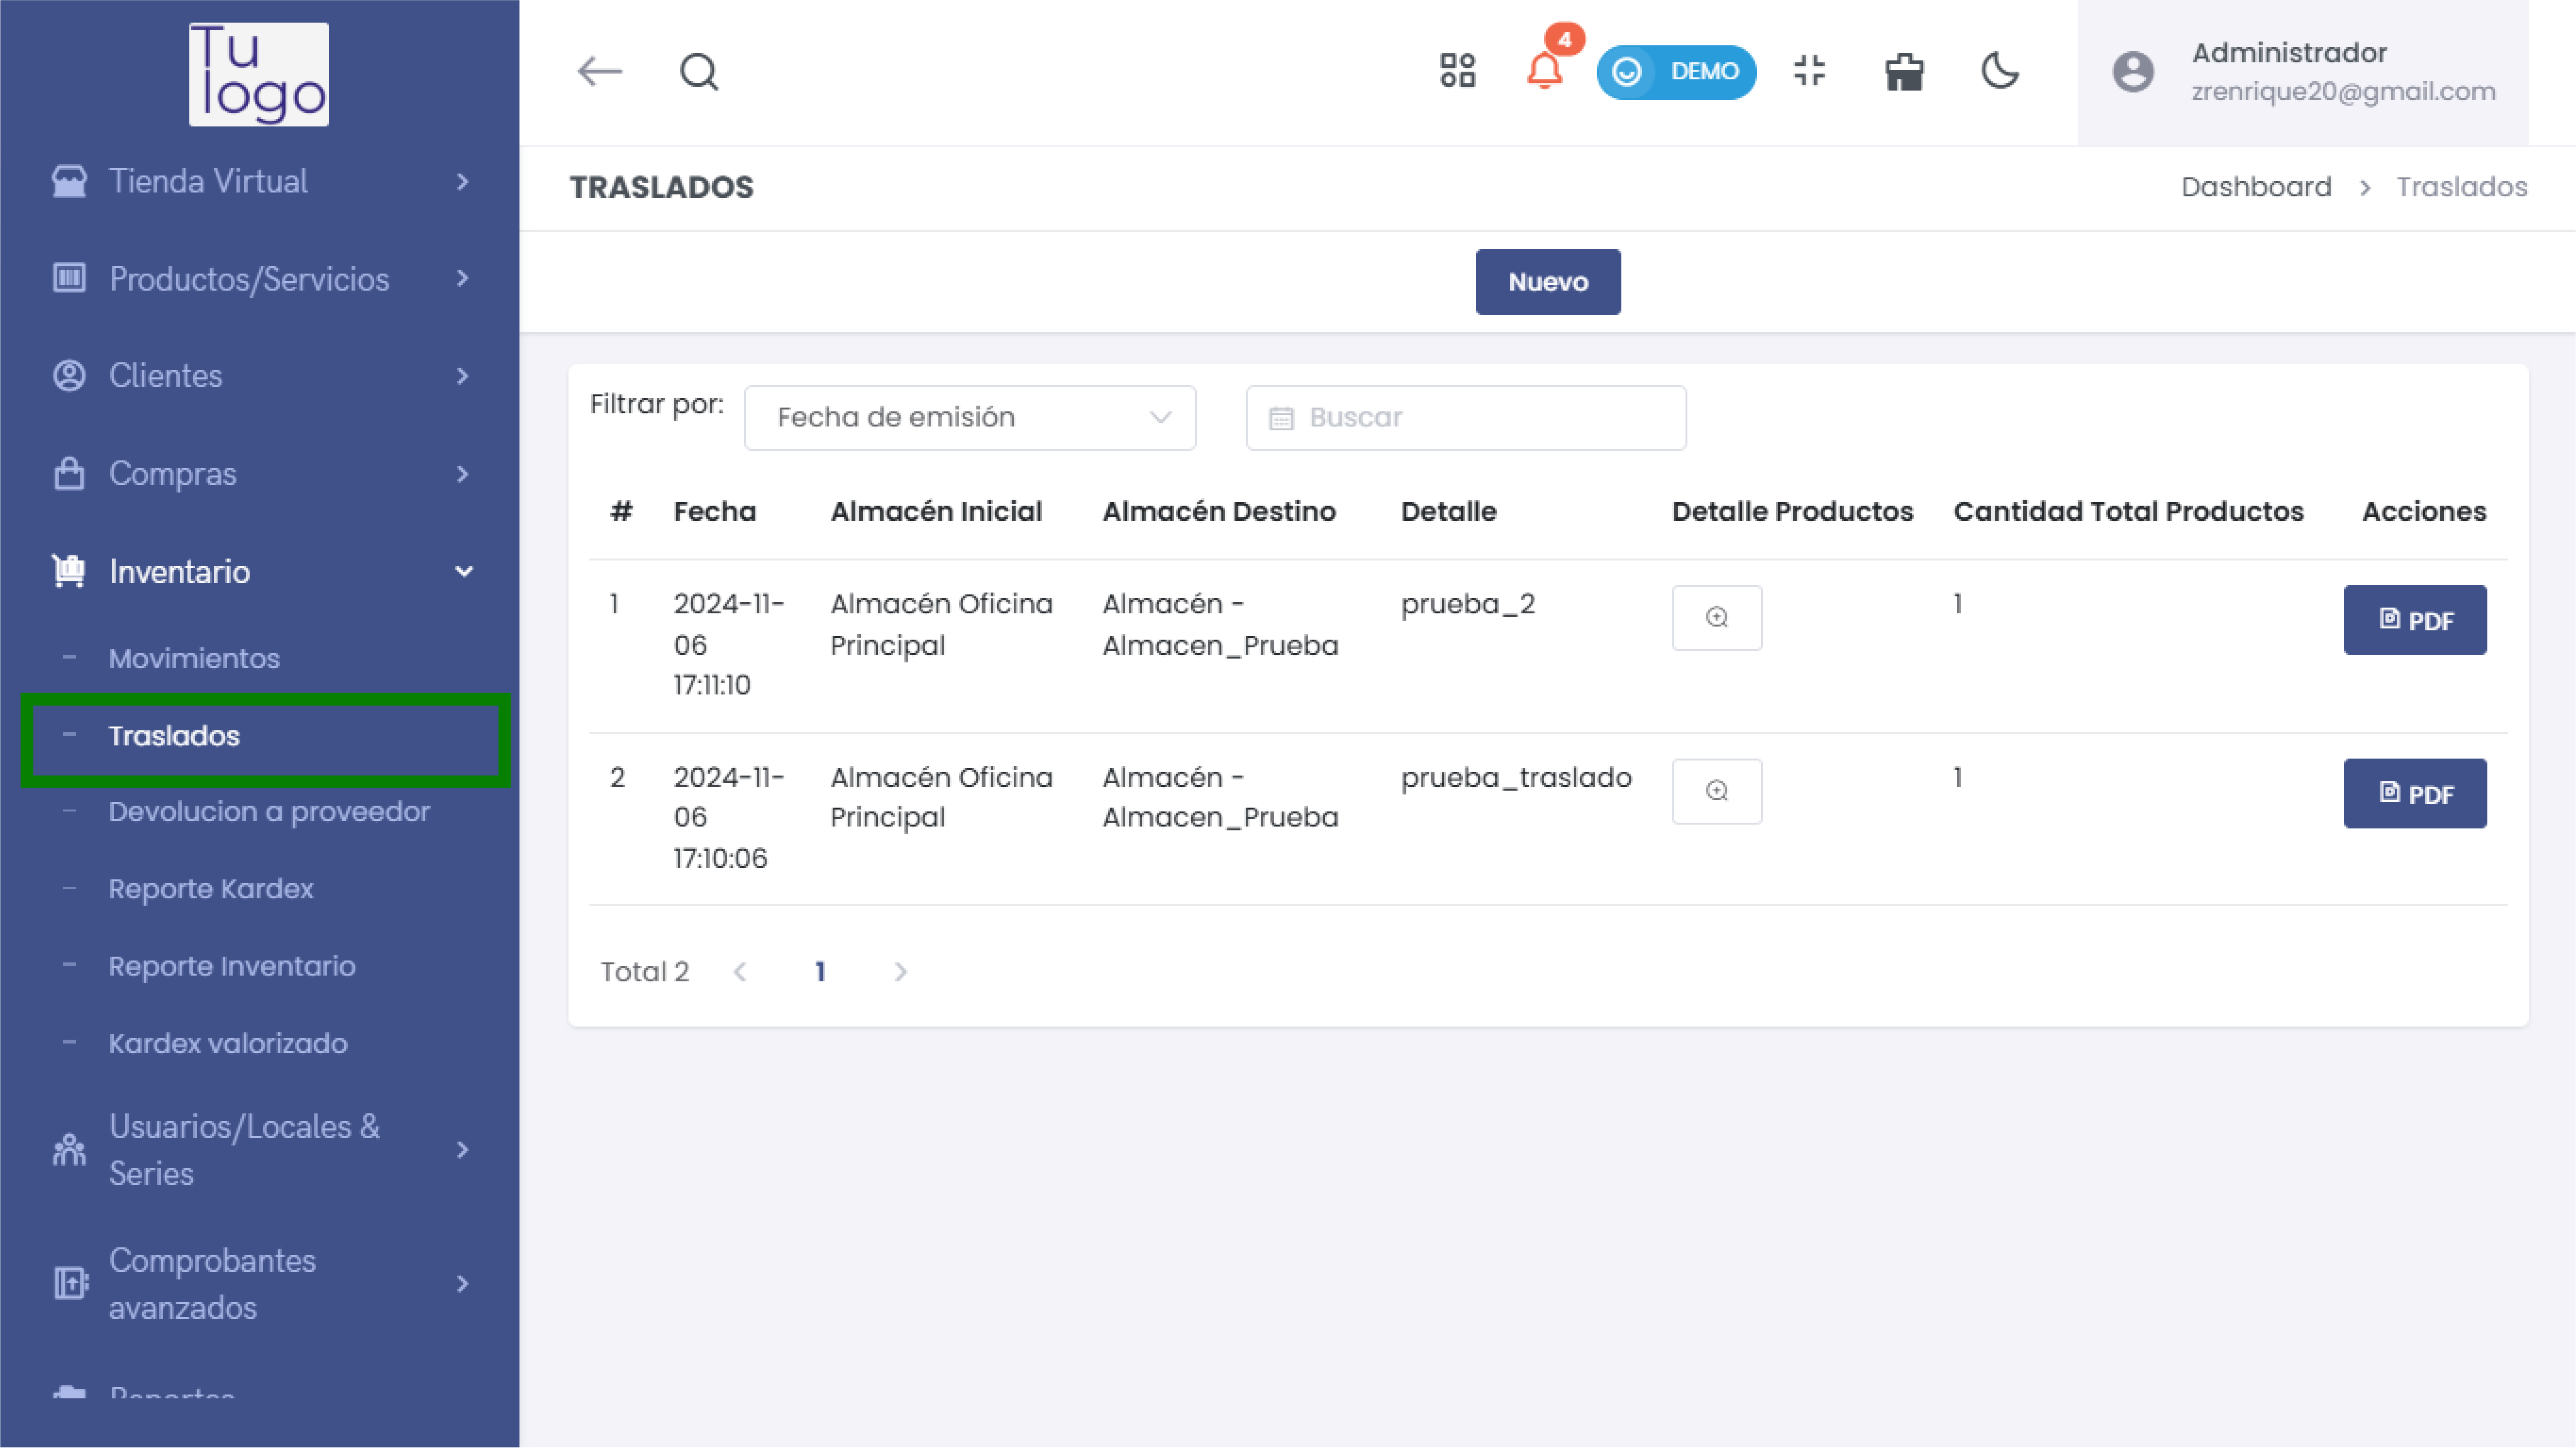 Tu
logo
Tienda Virtual
Productos/Servicios
Clientes
Compras
Inventario
Movimientos
Traslados
Devolucion a proveedor
Reporte Kardex
Reporte Inventario
Kardex valorizado
Usuarios/Locales &
Series
Comprobantes
avanzados
Reportes
4
DEMO
Administrador
zrenrique20@gmail.com
TRASLADOS
Dashboard > Traslados
Nuevo
Filtrar por: Fecha de emisión Buscar
# Fecha Almacén Inicial Almacén Destino Detalle Detalle Productos Cantidad Total Productos Acciones
1 2024-11- Almacén Oficina Almacén - prueba_2 1 PDF
06 Principal Almacen_Prueba
17:11:10
2 2024-11- Almacén Oficina Almacén - prueba_traslado 1 PDF
06 Principal Almacen_Prueba
17:10:06
Total 2 < 1 >